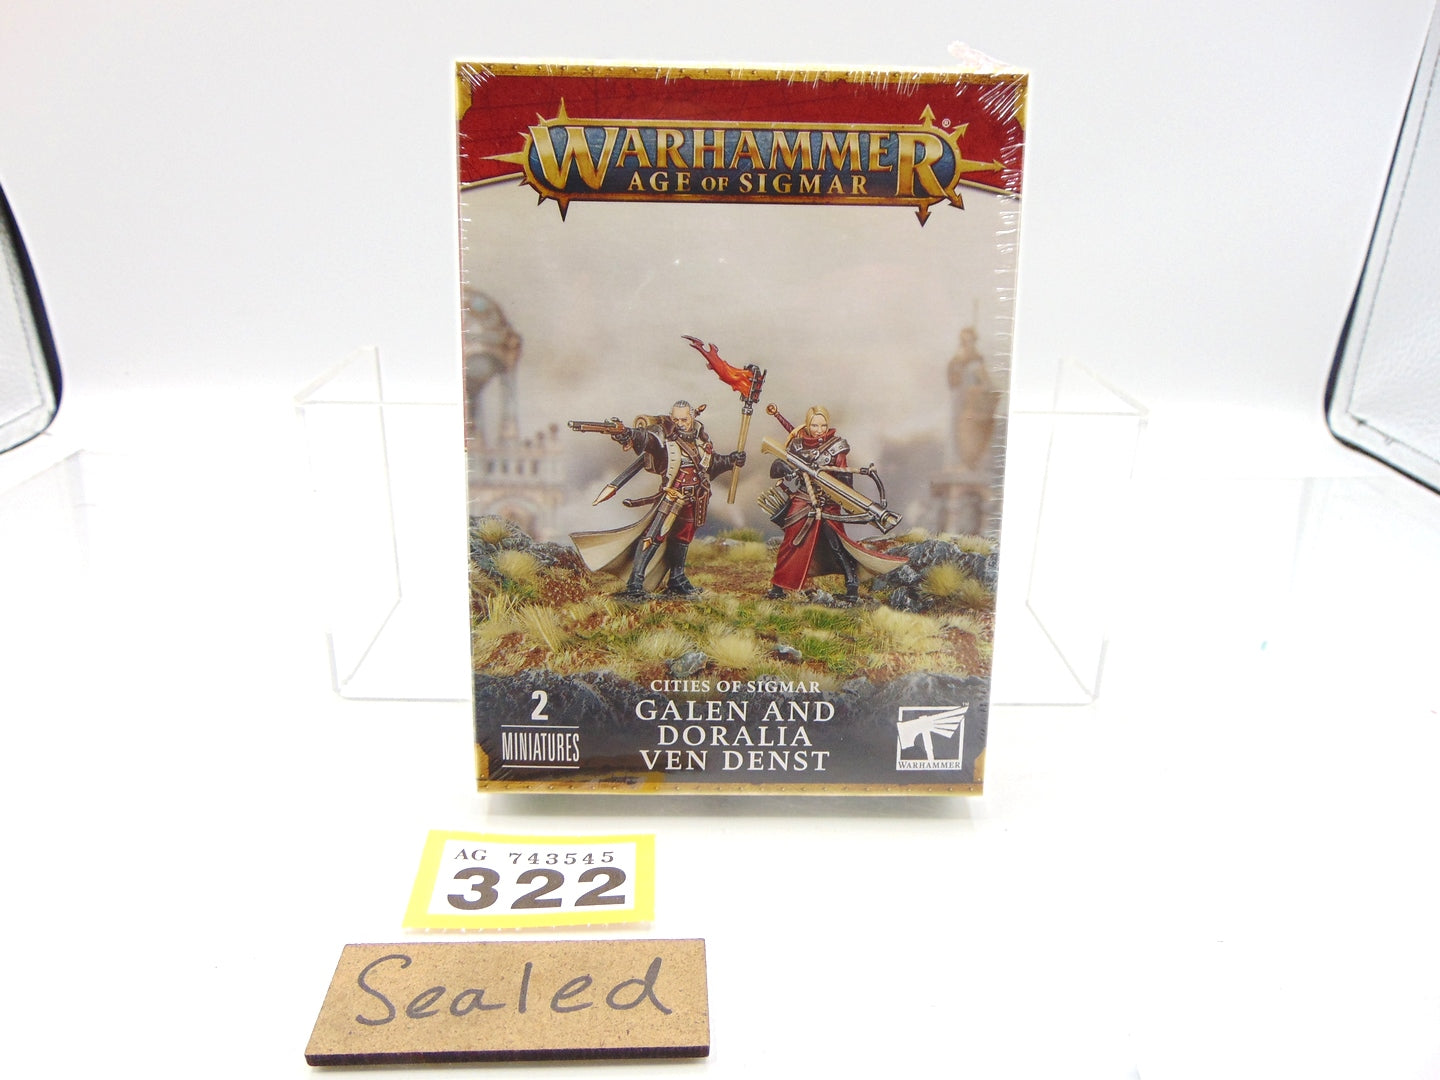 WARHAMMER®
AGE OF SIGMAR
CITIES OF SIGMAR
GALEN AND
DORALIA
VEN DENST
2
MINIATURES
WARHAMMER
TM
AG 743545
322
Sealed